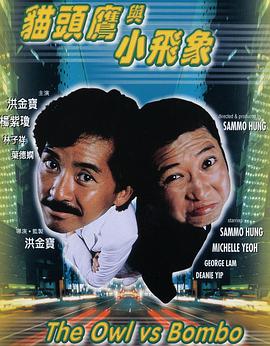 貓頭鷹與
小飛象
主演
洪金寶
楊紫瓊
林子祥
葉德嫻
導演·監製
洪金寶
directed & produced by
SAMMO HUNG
starring
SAMMO HUNG
MICHELLE YEOH
GEORGE LAM
DEANIE YIP
The Owl vs Bombo